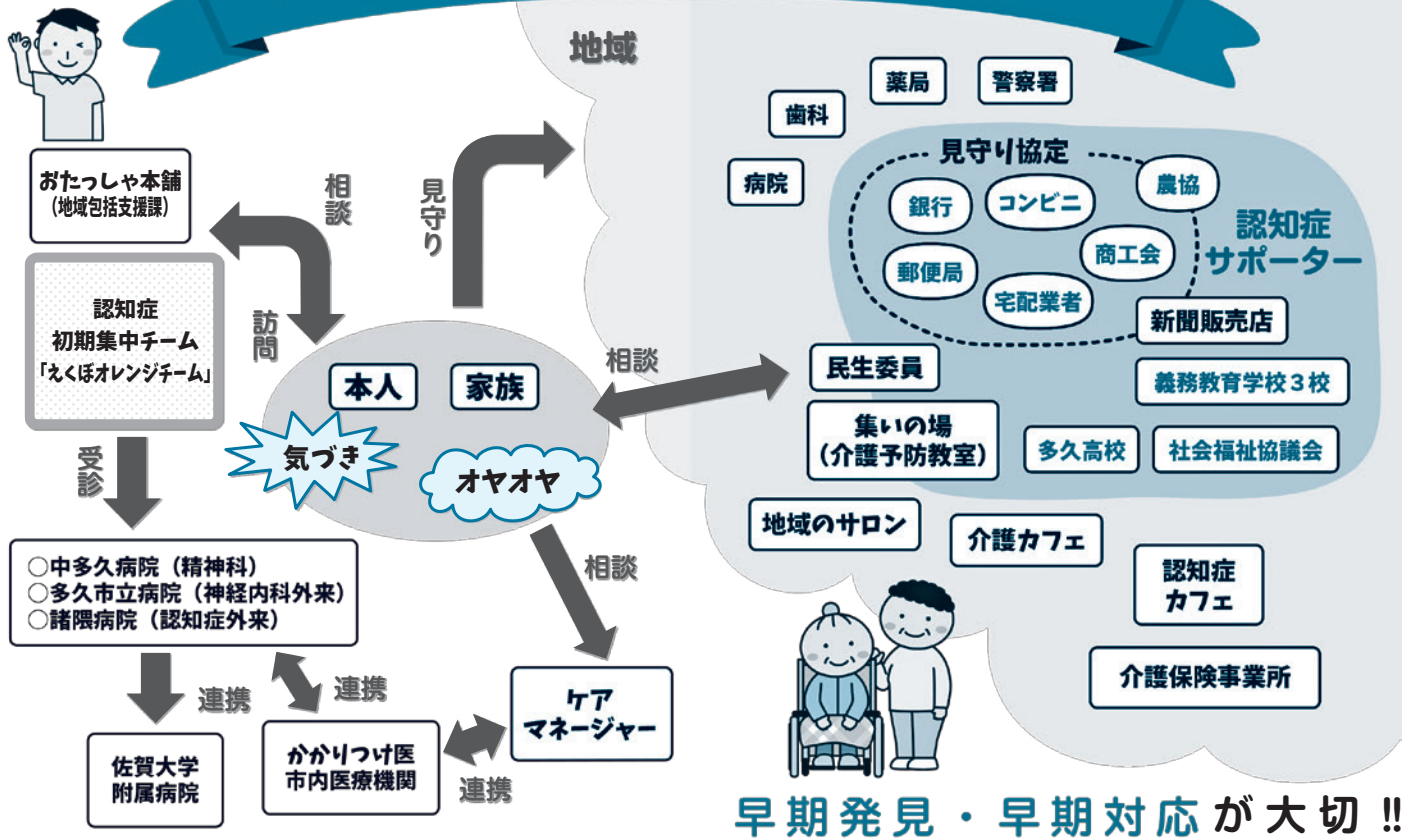 地域
薬局
警察署
歯科
病院
見守り協定
農協
銀行
コンビニ
商工会
郵便局
宅配業者
認知症
サポーター
新聞販売店
義務教育学校3校
多久高校
社会福祉協議会
民生委員
集いの場
(介護予防教室)
地域のサロン
介護カフェ
認知症
カフェ
介護保険事業所
おたっしゃ本舗
(地域包括支援課)
相談
訪問
見守り
認知症
初期集中チーム
「えくぼオレンジチーム」
本人
家族
気づき
オヤオヤ
相談
受診
相談
○中多久病院(精神科)
○多久市立病院(神経内科外来)
○諸隈病院(認知症外来)
連携
連携
佐賀大学
附属病院
かかりつけ医
市内医療機関
連携
ケア
マネージャー
早期発見・早期対応が大切!!